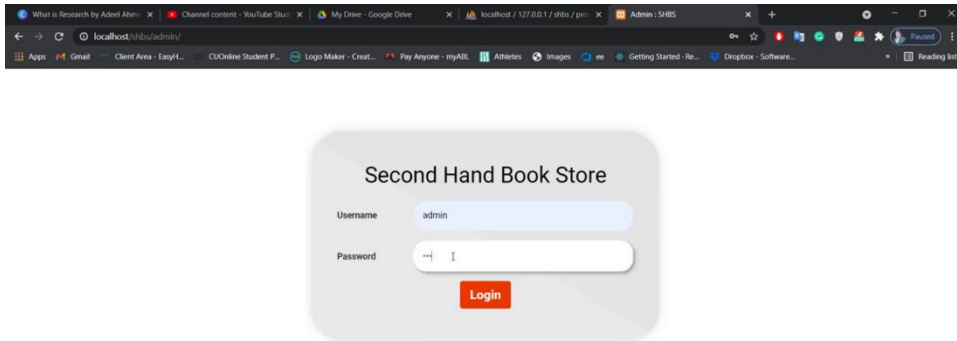 What is Research by Adeel Ahme
Channel content - YouTube Stud
My Drive - Google Drive
localhost / 127.0.0.1 / shbs / pro
Admin : SHBS
localhost/shbs/admin/
Paused
Apps
Gmail
Client Area - EasyH...
CUOnline Student P...
Logo Maker - Creat...
Pay Anyone - myABL
Athletes
Images
ee
Getting Started - Re...
Dropbox - Software...
Reading list
Second Hand Book Store
Username admin
Password
Login